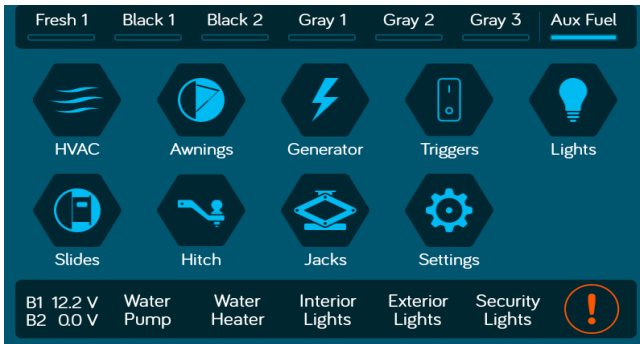 Fresh 1 Black 1 Black 2 Gray 1 Gray 2 Gray 3 Aux Fuel
HVAC Awnings Generator Triggers Lights
Slides Hitch Jacks Settings
B1 12.2 V Water Water Interior Exterior Security
B2 0.0 V Pump Heater Lights Lights Lights !